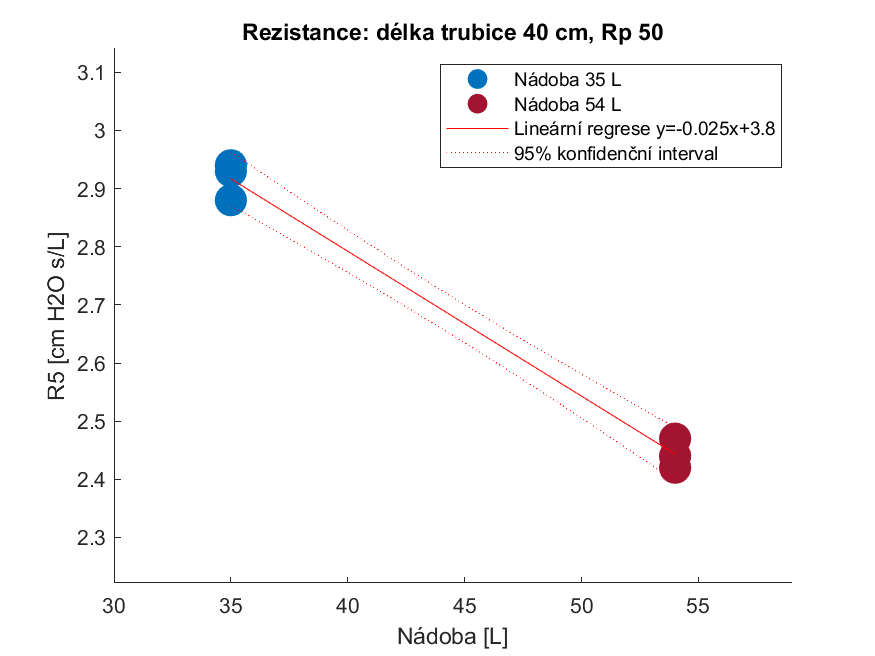 Rezistance: délka trubice 40 cm, Rp 50
Nádoba 35 L
Nádoba 54 L
Lineární regrese y=-0.025x+3.8
95% konfidenční interval
R5 [cm H2O s/L]
3.1
3
2.9
2.8
2.7
2.6
2.5
2.4
2.3
30 35 40 45 50 55
Nádoba [L]